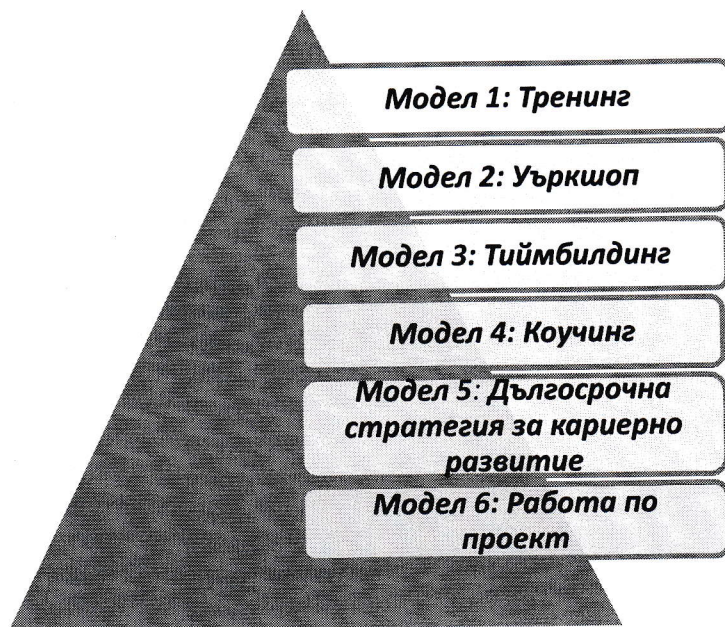 Модел 1: Тренинг
Модел 2: Уъркшоп
Модел 3: Тиймбилдинг
Модел 4: Коучинг
Модел 5: Дългосрочна
стратегия за кариерно
развитие
Модел 6: Работа по
проект